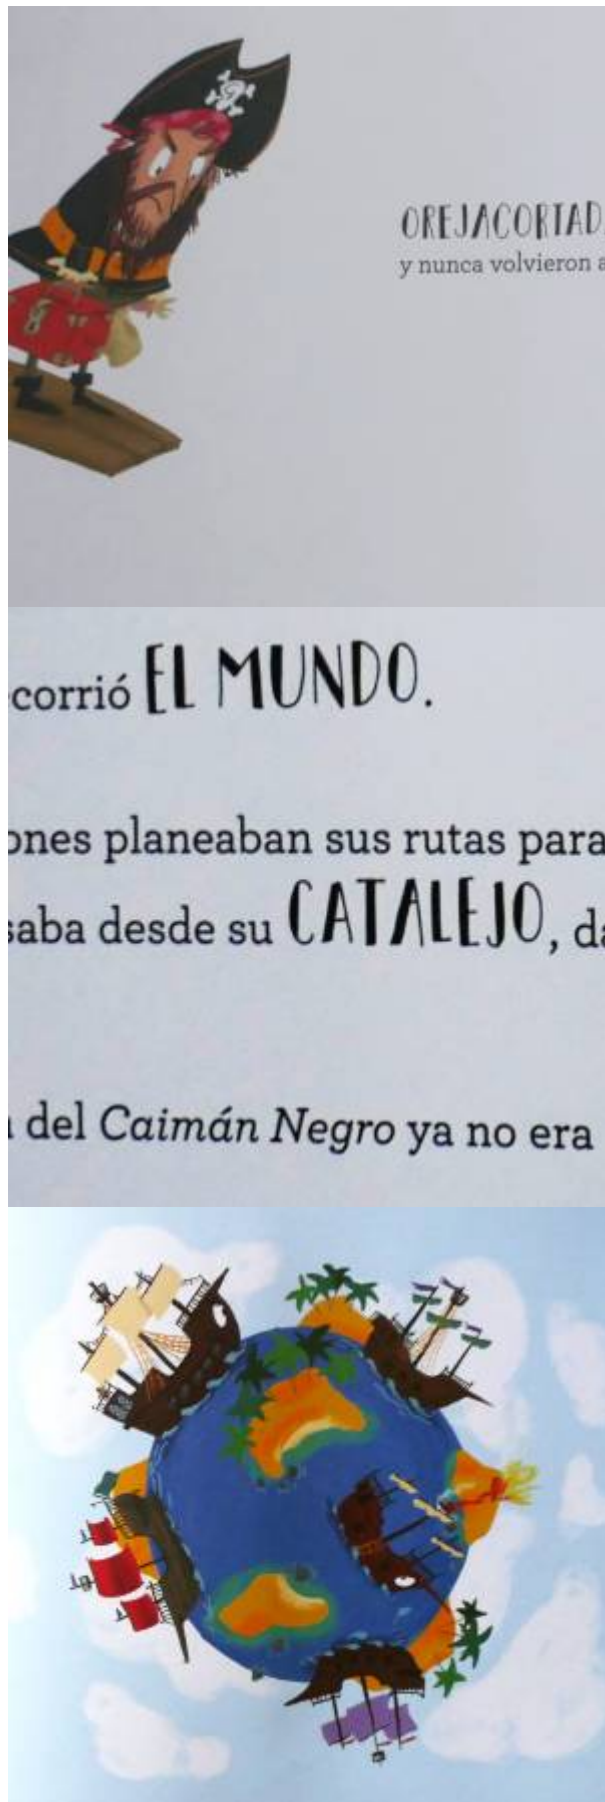 OREJACORTAD
y nunca volvieron a
corrió EL MUNDO.
ones planeaban sus rutas para
saba desde su CATALEJO, da
del Caimán Negro ya no era